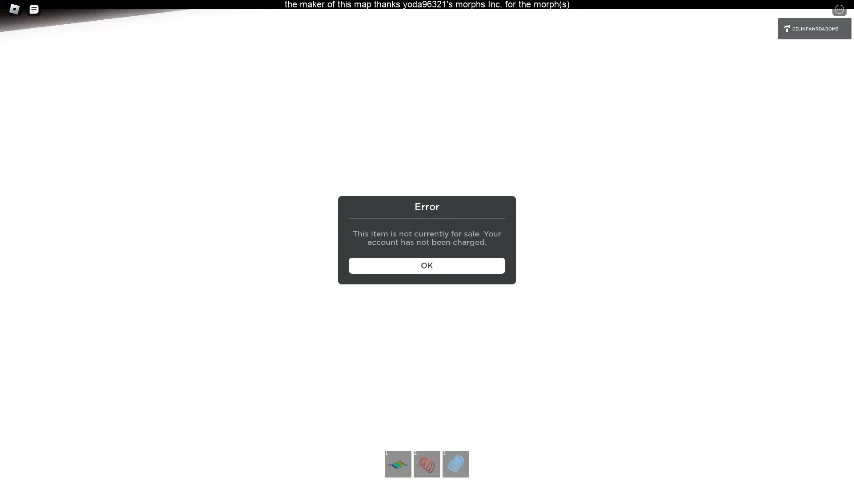 the maker of this map thanks yoda96321's morphs Inc. for the morph(s)
Error
This item is not currently for sale. Your
account has not been charged.
OK